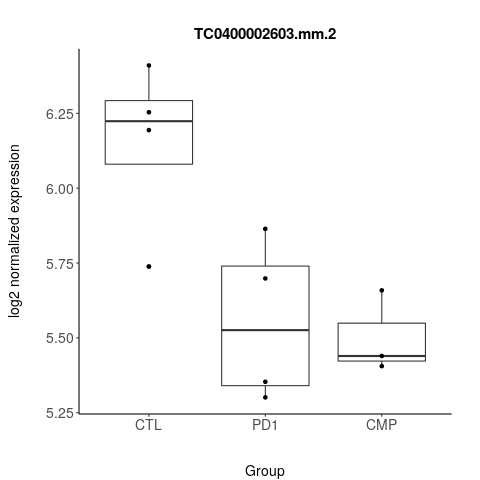 TC0400002603.mm.2
log2 normalized expression
6.25
6.00
5.75
5.50
5.25
CTL PD1 CMP
Group